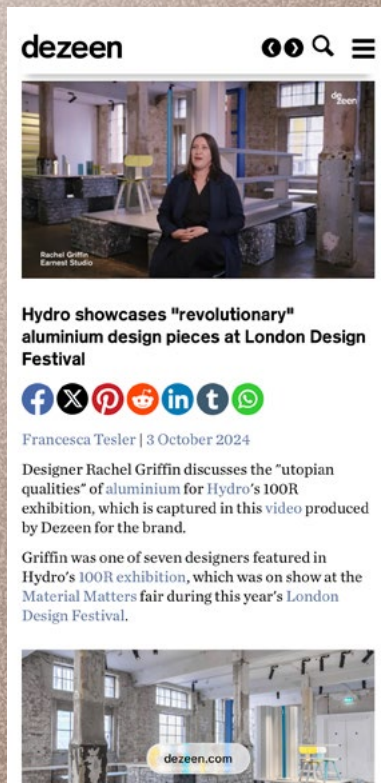 dezeen
de
zeen
Rachel Griffin
Earnest Studio
Hydro showcases "revolutionary"
aluminium design pieces at London Design
Festival
Francesca Tesler | 3 October 2024
Designer Rachel Griffin discusses the "utopian
qualities" of aluminium for Hydro's 100R
exhibition, which is captured in this video produced
by Dezeen for the brand.
Griffin was one of seven designers featured in
Hydro's 100R exhibition, which was on show at the
Material Matters fair during this year's London
Design Festival.
dezeen.com